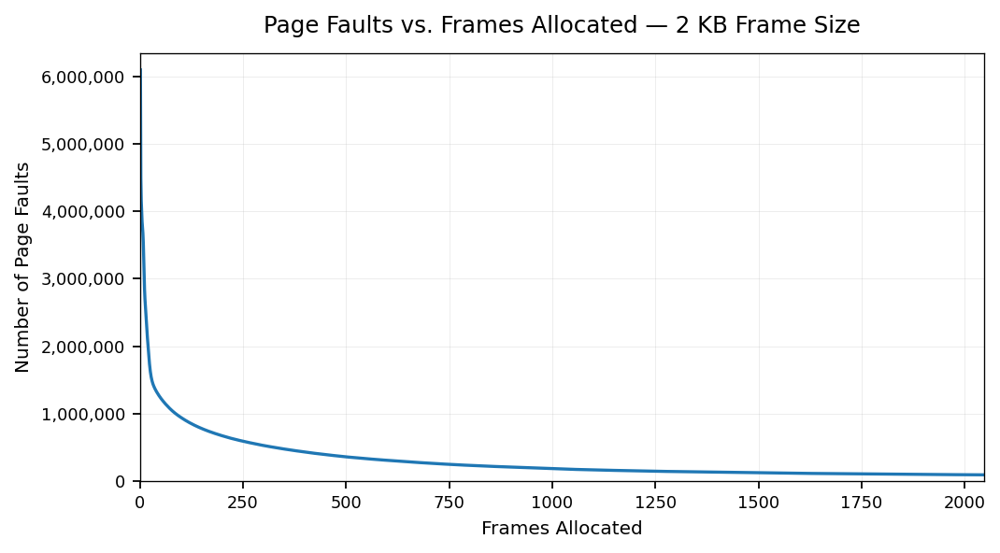 Page Faults vs. Frames Allocated — 2 KB Frame Size
Number of Page Faults
6,000,000
5,000,000
4,000,000
3,000,000
2,000,000
1,000,000
0
0 250 500 750 1000 1250 1500 1750 2000
Frames Allocated